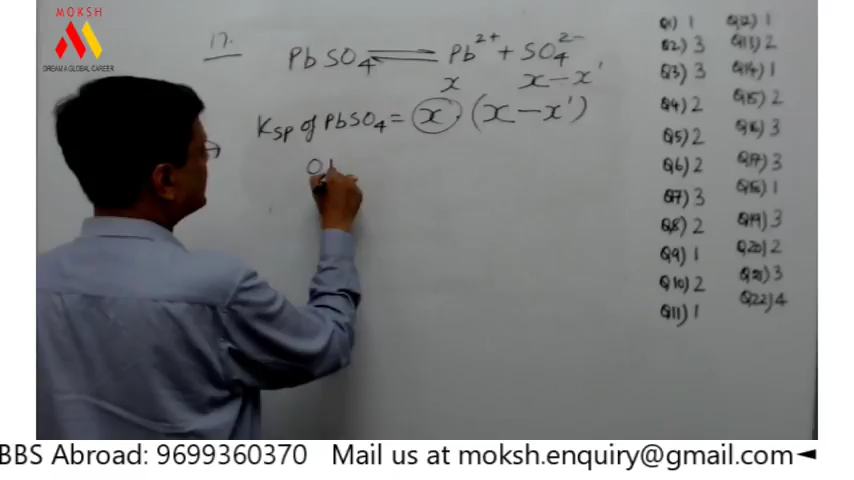 MOKSH
DREAM A GLOBAL CAREER
17.
PbSO₄ ⇌ Pb²⁺ + SO₄²⁻
x x – x'
Ksp of PbSO₄ = x · (x – x')
Q1) 1
Q2) 3
Q3) 3
Q4) 2
Q5) 2
Q6) 2
Q7) 3
Q8) 2
Q9) 1
Q10) 2
Q11) 1
Q12) 1
Q13) 2
Q14) 1
Q15) 2
Q16) 3
Q17) 3
Q18) 1
Q19) 3
Q20) 2
Q21) 3
Q22) 4
BBS Abroad: 9699360370 Mail us at moksh.enquiry@gmail.com◄